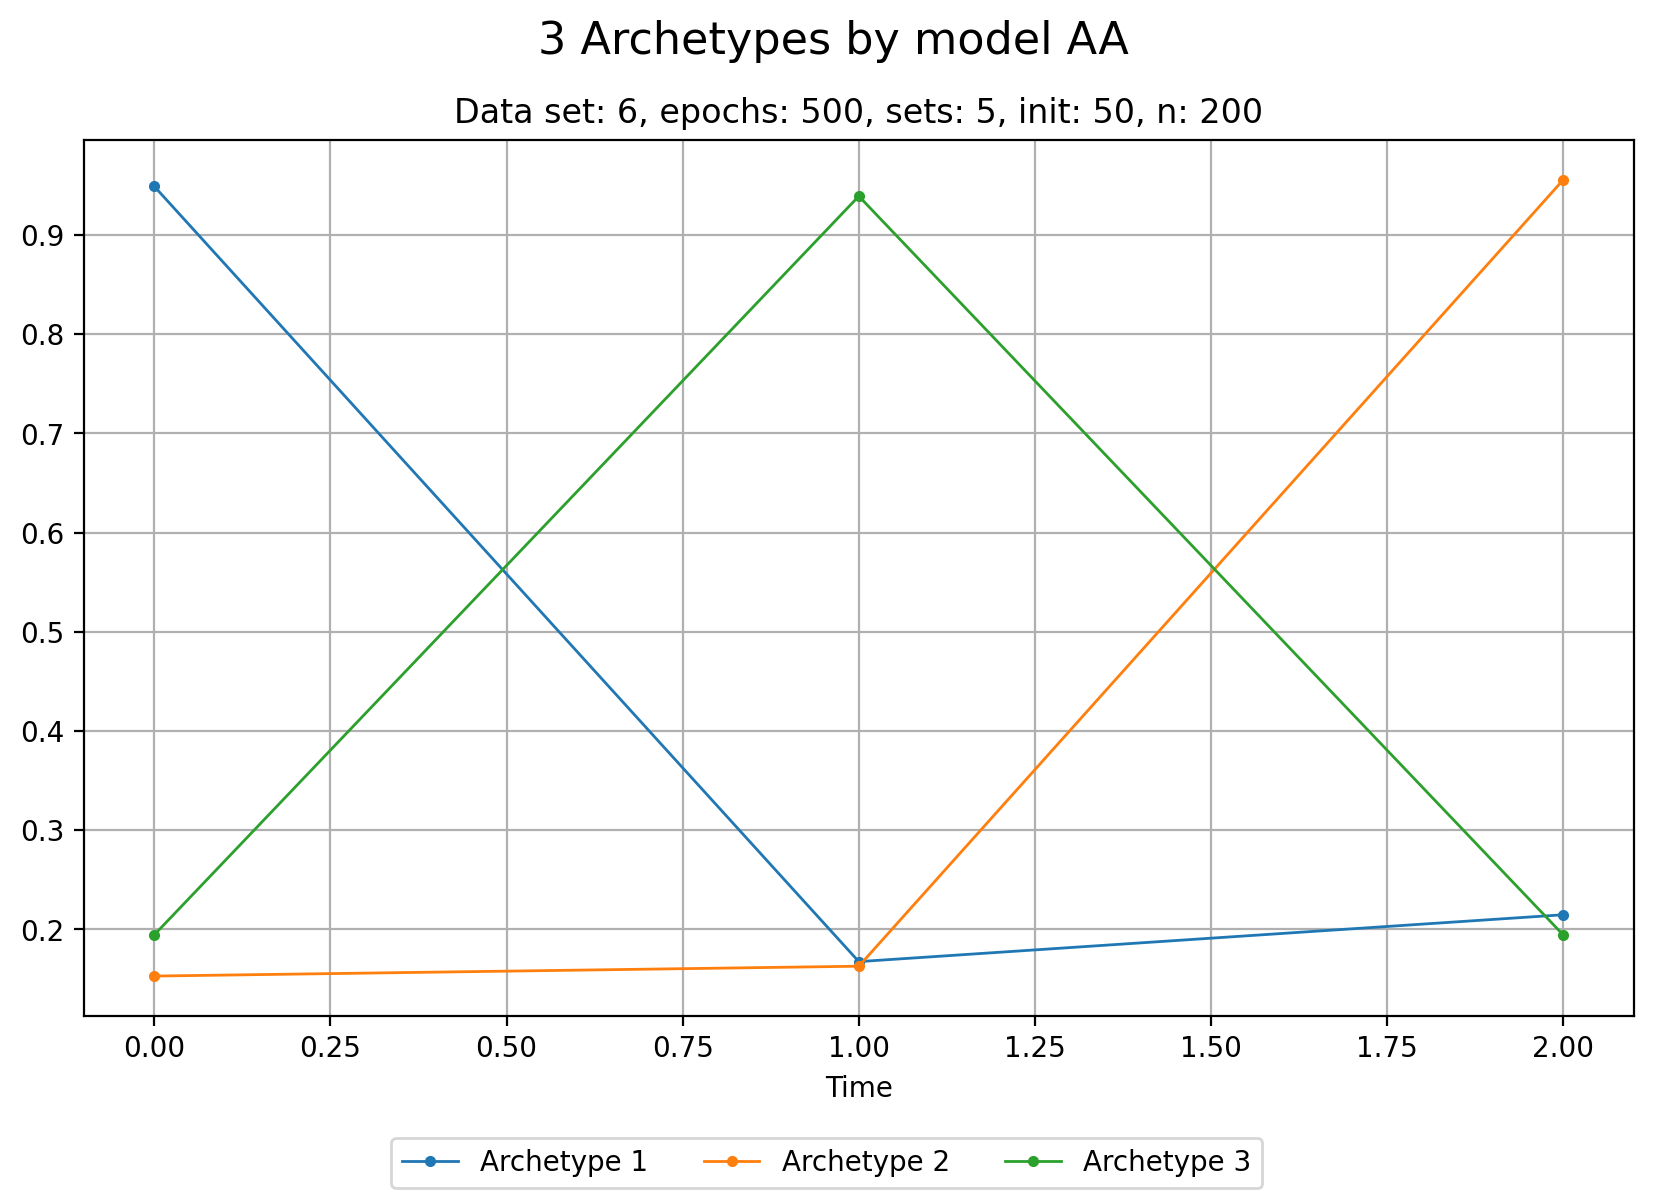 3 Archetypes by model AA
Data set: 6, epochs: 500, sets: 5, init: 50, n: 200
0.9
0.8
0.7
0.6
0.5
0.4
0.3
0.2
0.00 0.25 0.50 0.75 1.00 1.25 1.50 1.75 2.00
Time
Archetype 1 Archetype 2 Archetype 3